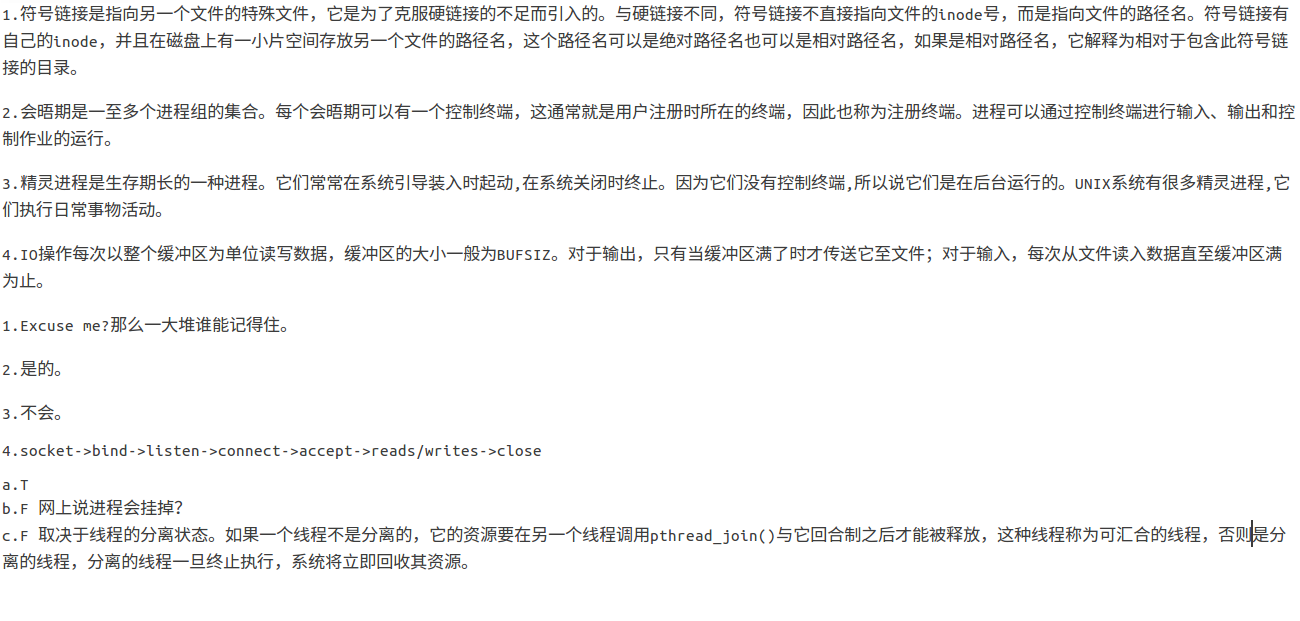 1.符号链接是指向另一个文件的特殊文件，它是为了克服硬链接的不足而引入的。与硬链接不同，符号链接不直接指向文件的inode号，而是指向文件的路径名。符号链接有
自己的inode，并且在磁盘上有一小片空间存放另一个文件的路径名，这个路径名可以是绝对路径名也可以是相对路径名，如果是相对路径名，它解释为相对于包含此符号链
接的目录。
2.会晤期是一至多个进程组的集合。每个会晤期可以有一个控制终端，这通常就是用户注册时所在的终端，因此也称为注册终端。进程可以通过控制终端进行输入、输出和控
制作业的运行。
3.精灵进程是生存期长的一种进程。它们常常在系统引导装入时起动,在系统关闭时终止。因为它们没有控制终端,所以说它们是在后台运行的。UNIX系统有很多精灵进程,它
们执行日常事物活动。
4.IO操作每次以整个缓冲区为单位读写数据，缓冲区的大小一般为BUFSIZ。对于输出，只有当缓冲区满了时才传送它至文件；对于输入，每次从文件读入数据直至缓冲区满
为止。
1.Excuse me?那么一大堆谁能记得住。
2.是的。
3.不会。
4.socket->bind->listen->connect->accept->reads/writes->close
a.T
b.F 网上说进程会挂掉？
c.F 取决于线程的分离状态。如果一个线程不是分离的，它的资源要在另一个线程调用pthread_join()与它回合制之后才能被释放，这种线程称为可汇合的线程，否则是分
离的线程，分离的线程一旦终止执行，系统将立即回收其资源。